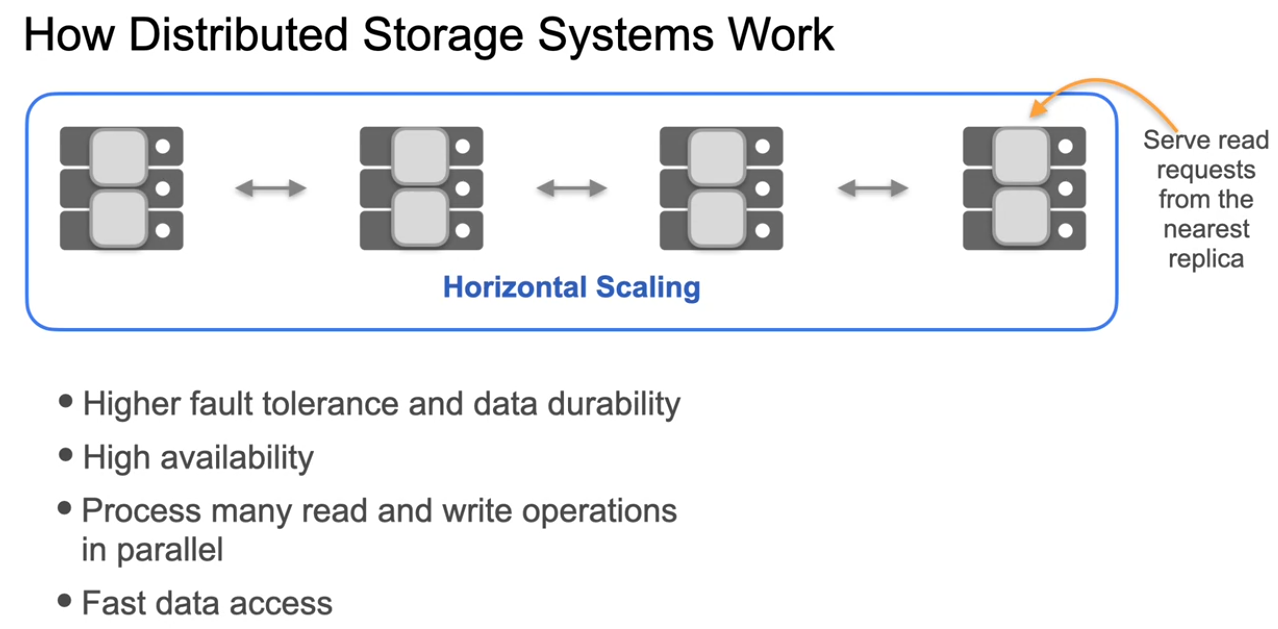 How Distributed Storage Systems Work
Serve read
requests
from the
nearest
replica
Horizontal Scaling
• Higher fault tolerance and data durability
• High availability
• Process many read and write operations
in parallel
• Fast data access